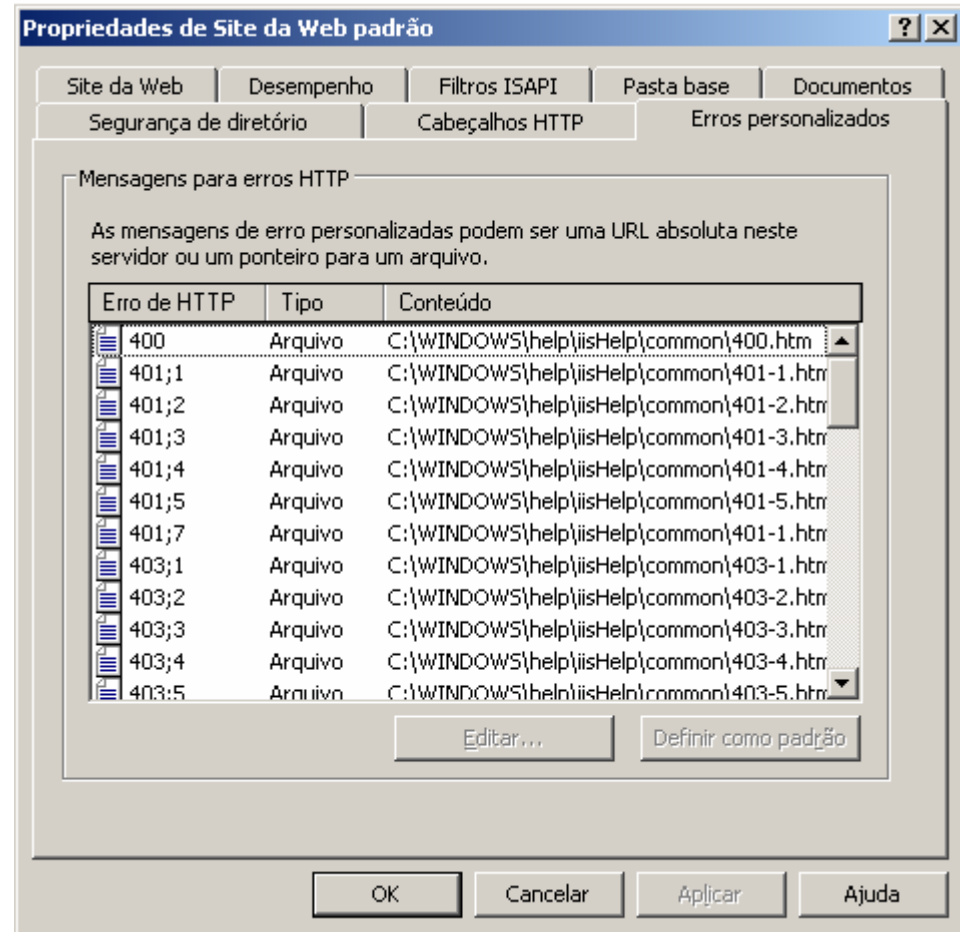 Propriedades de Site da Web padrão
Site da Web Desempenho Filtros ISAPI Pasta base Documentos
Segurança de diretório Cabeçalhos HTTP Erros personalizados
Mensagens para erros HTTP
As mensagens de erro personalizadas podem ser uma URL absoluta neste
servidor ou um ponteiro para um arquivo.
Erro de HTTP Tipo Conteúdo
400 Arquivo C:\WINDOWS\help\iisHelp\common\400.htm
401;1 Arquivo C:\WINDOWS\help\iisHelp\common\401-1.htm
401;2 Arquivo C:\WINDOWS\help\iisHelp\common\401-2.htm
401;3 Arquivo C:\WINDOWS\help\iisHelp\common\401-3.htm
401;4 Arquivo C:\WINDOWS\help\iisHelp\common\401-4.htm
401;5 Arquivo C:\WINDOWS\help\iisHelp\common\401-5.htm
401;7 Arquivo C:\WINDOWS\help\iisHelp\common\401-1.htm
403;1 Arquivo C:\WINDOWS\help\iisHelp\common\403-1.htm
403;2 Arquivo C:\WINDOWS\help\iisHelp\common\403-2.htm
403;3 Arquivo C:\WINDOWS\help\iisHelp\common\403-3.htm
403;4 Arquivo C:\WINDOWS\help\iisHelp\common\403-4.htm
403;5 Arquivo C:\WINDOWS\help\iisHelp\common\403-5.htm
Editar... Definir como padrão
OK Cancelar Aplicar Ajuda